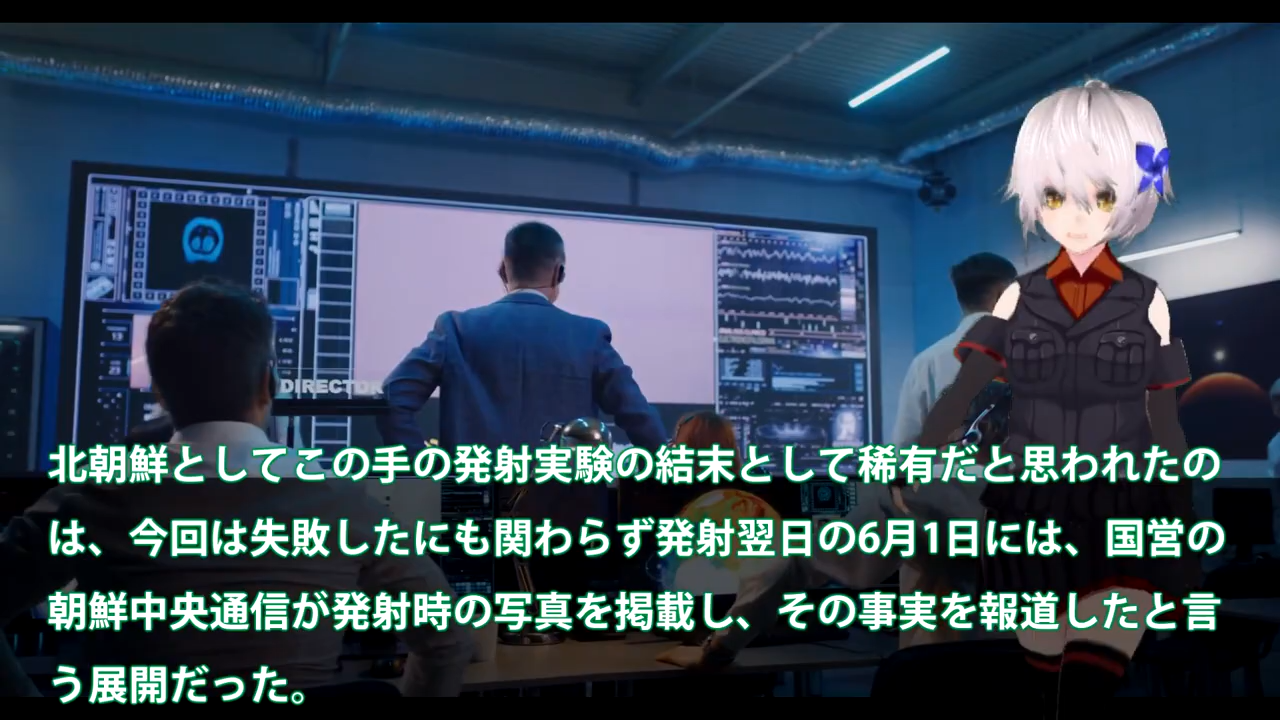 DIRECTOR
北朝鮮としてこの手の発射実験の結末として稀有だと思われたの
は、今回は失敗したにも関わらず発射翌日の6月1日には、国営の
朝鮮中央通信が発射時の写真を掲載し、その事実を報道したと言
う展開だった。